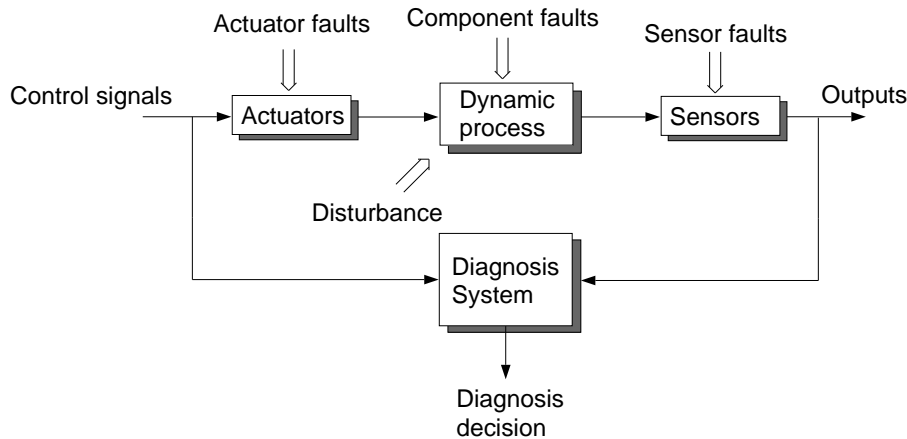 Actuator faults
Component faults
Sensor faults
Control signals
Actuators
Dynamic
process
Sensors
Outputs
Disturbance
Diagnosis
System
Diagnosis
decision